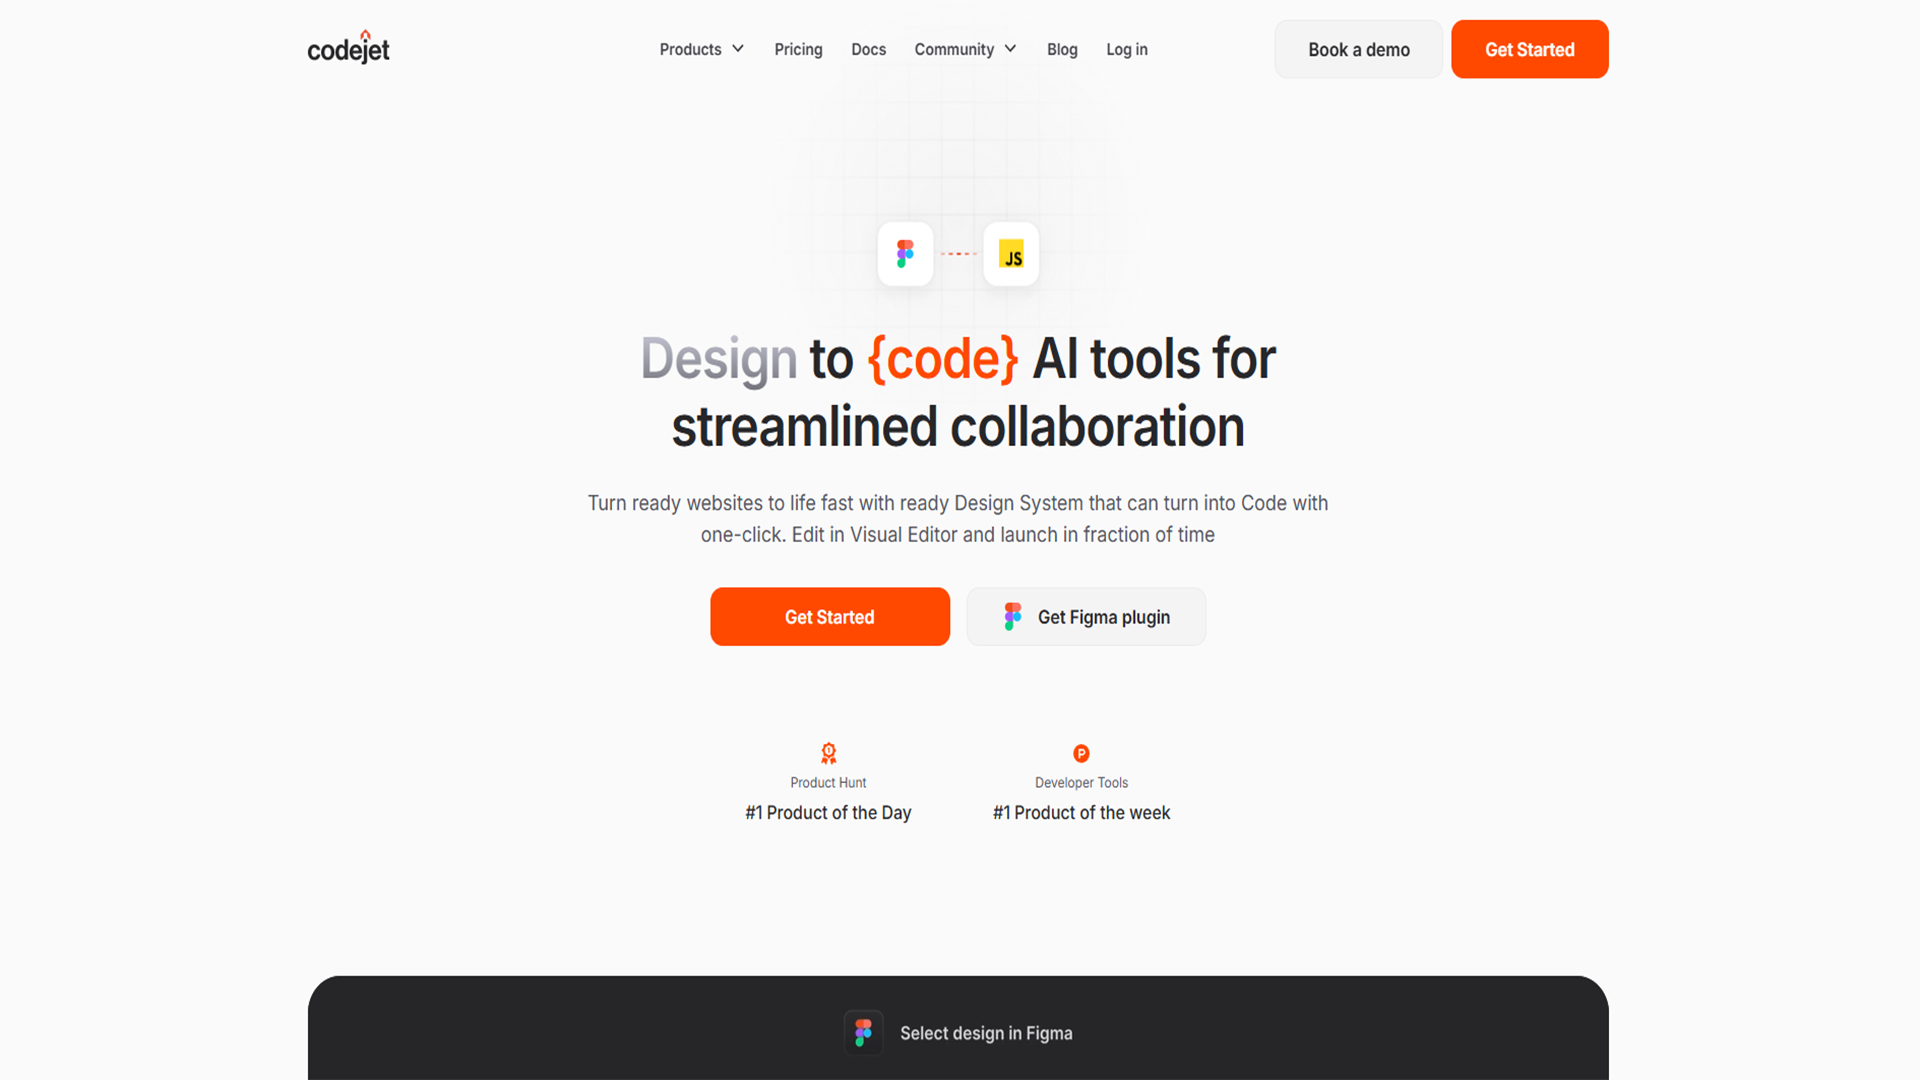 codejet
Products Pricing Docs Community Blog Log in
Book a demo Get Started
JS
Design to {code} AI tools for
streamlined collaboration
Turn ready websites to life fast with ready Design System that can turn into Code with
one-click. Edit in Visual Editor and launch in fraction of time
Get Started Get Figma plugin
1 P
Product Hunt Developer Tools
#1 Product of the Day #1 Product of the week
Select design in Figma